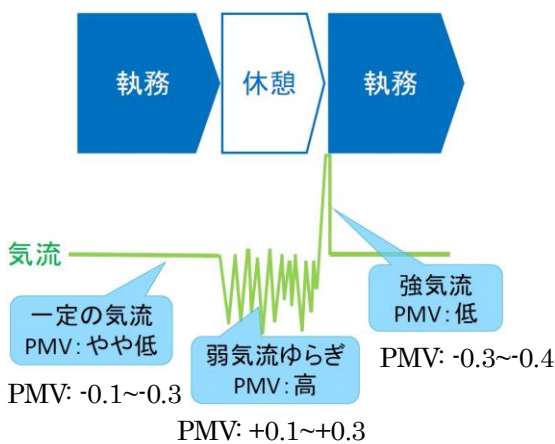 執務
休憩
執務
気流
一定の気流
PMV:やや低
弱気流ゆらぎ
PMV:高
強気流
PMV:低
PMV: -0.1~-0.3
PMV: +0.1~+0.3
PMV: -0.3~-0.4